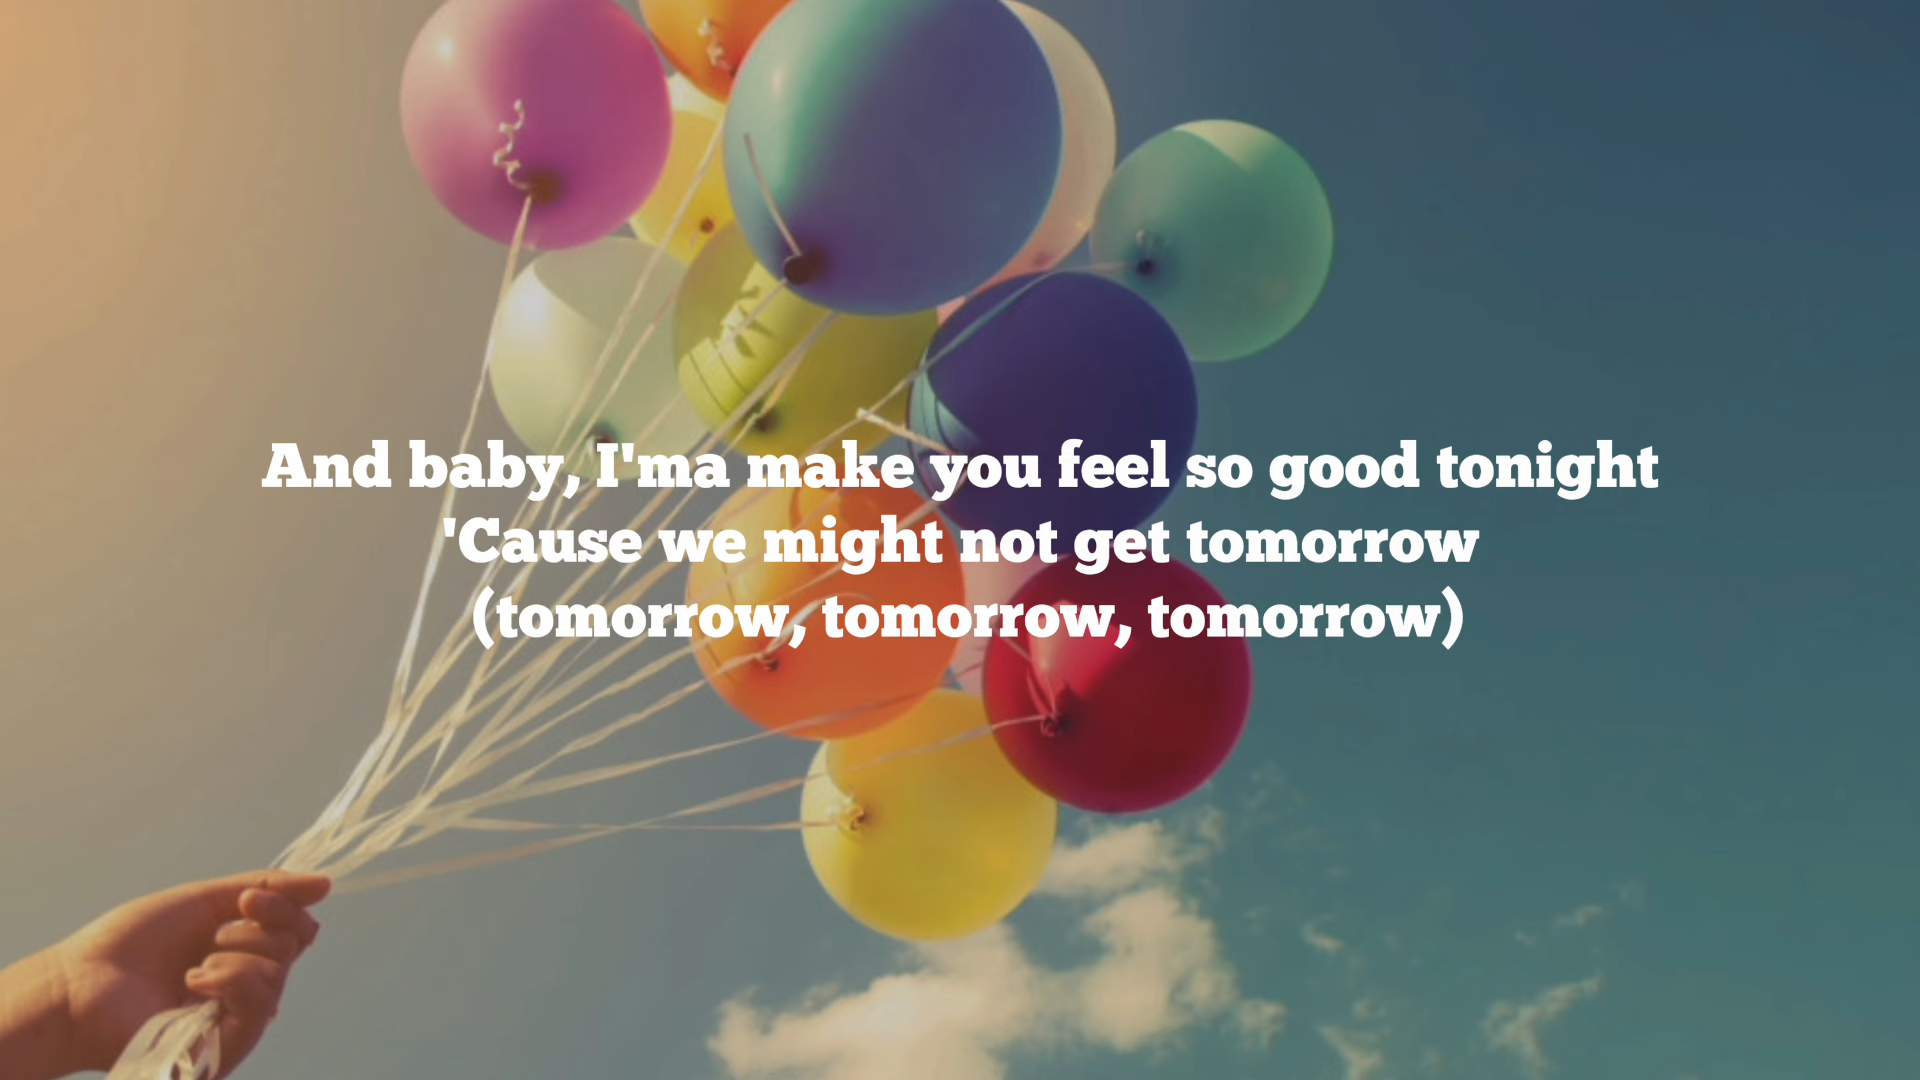 And baby, I'ma make you feel so good tonight
'Cause we might not get tomorrow
(tomorrow, tomorrow, tomorrow)